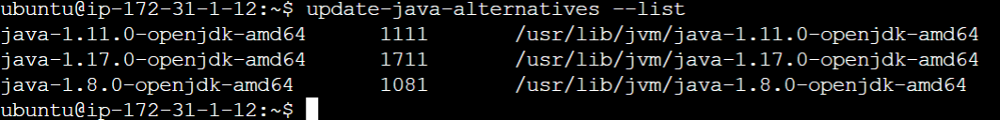 ubuntu@ip-172-31-1-12:~$ update-java-alternatives --list
java-1.11.0-openjdk-amd64 1111 /usr/lib/jvm/java-1.11.0-openjdk-amd64
java-1.17.0-openjdk-amd64 1711 /usr/lib/jvm/java-1.17.0-openjdk-amd64
java-1.8.0-openjdk-amd64 1081 /usr/lib/jvm/java-1.8.0-openjdk-amd64
ubuntu@ip-172-31-1-12:~$